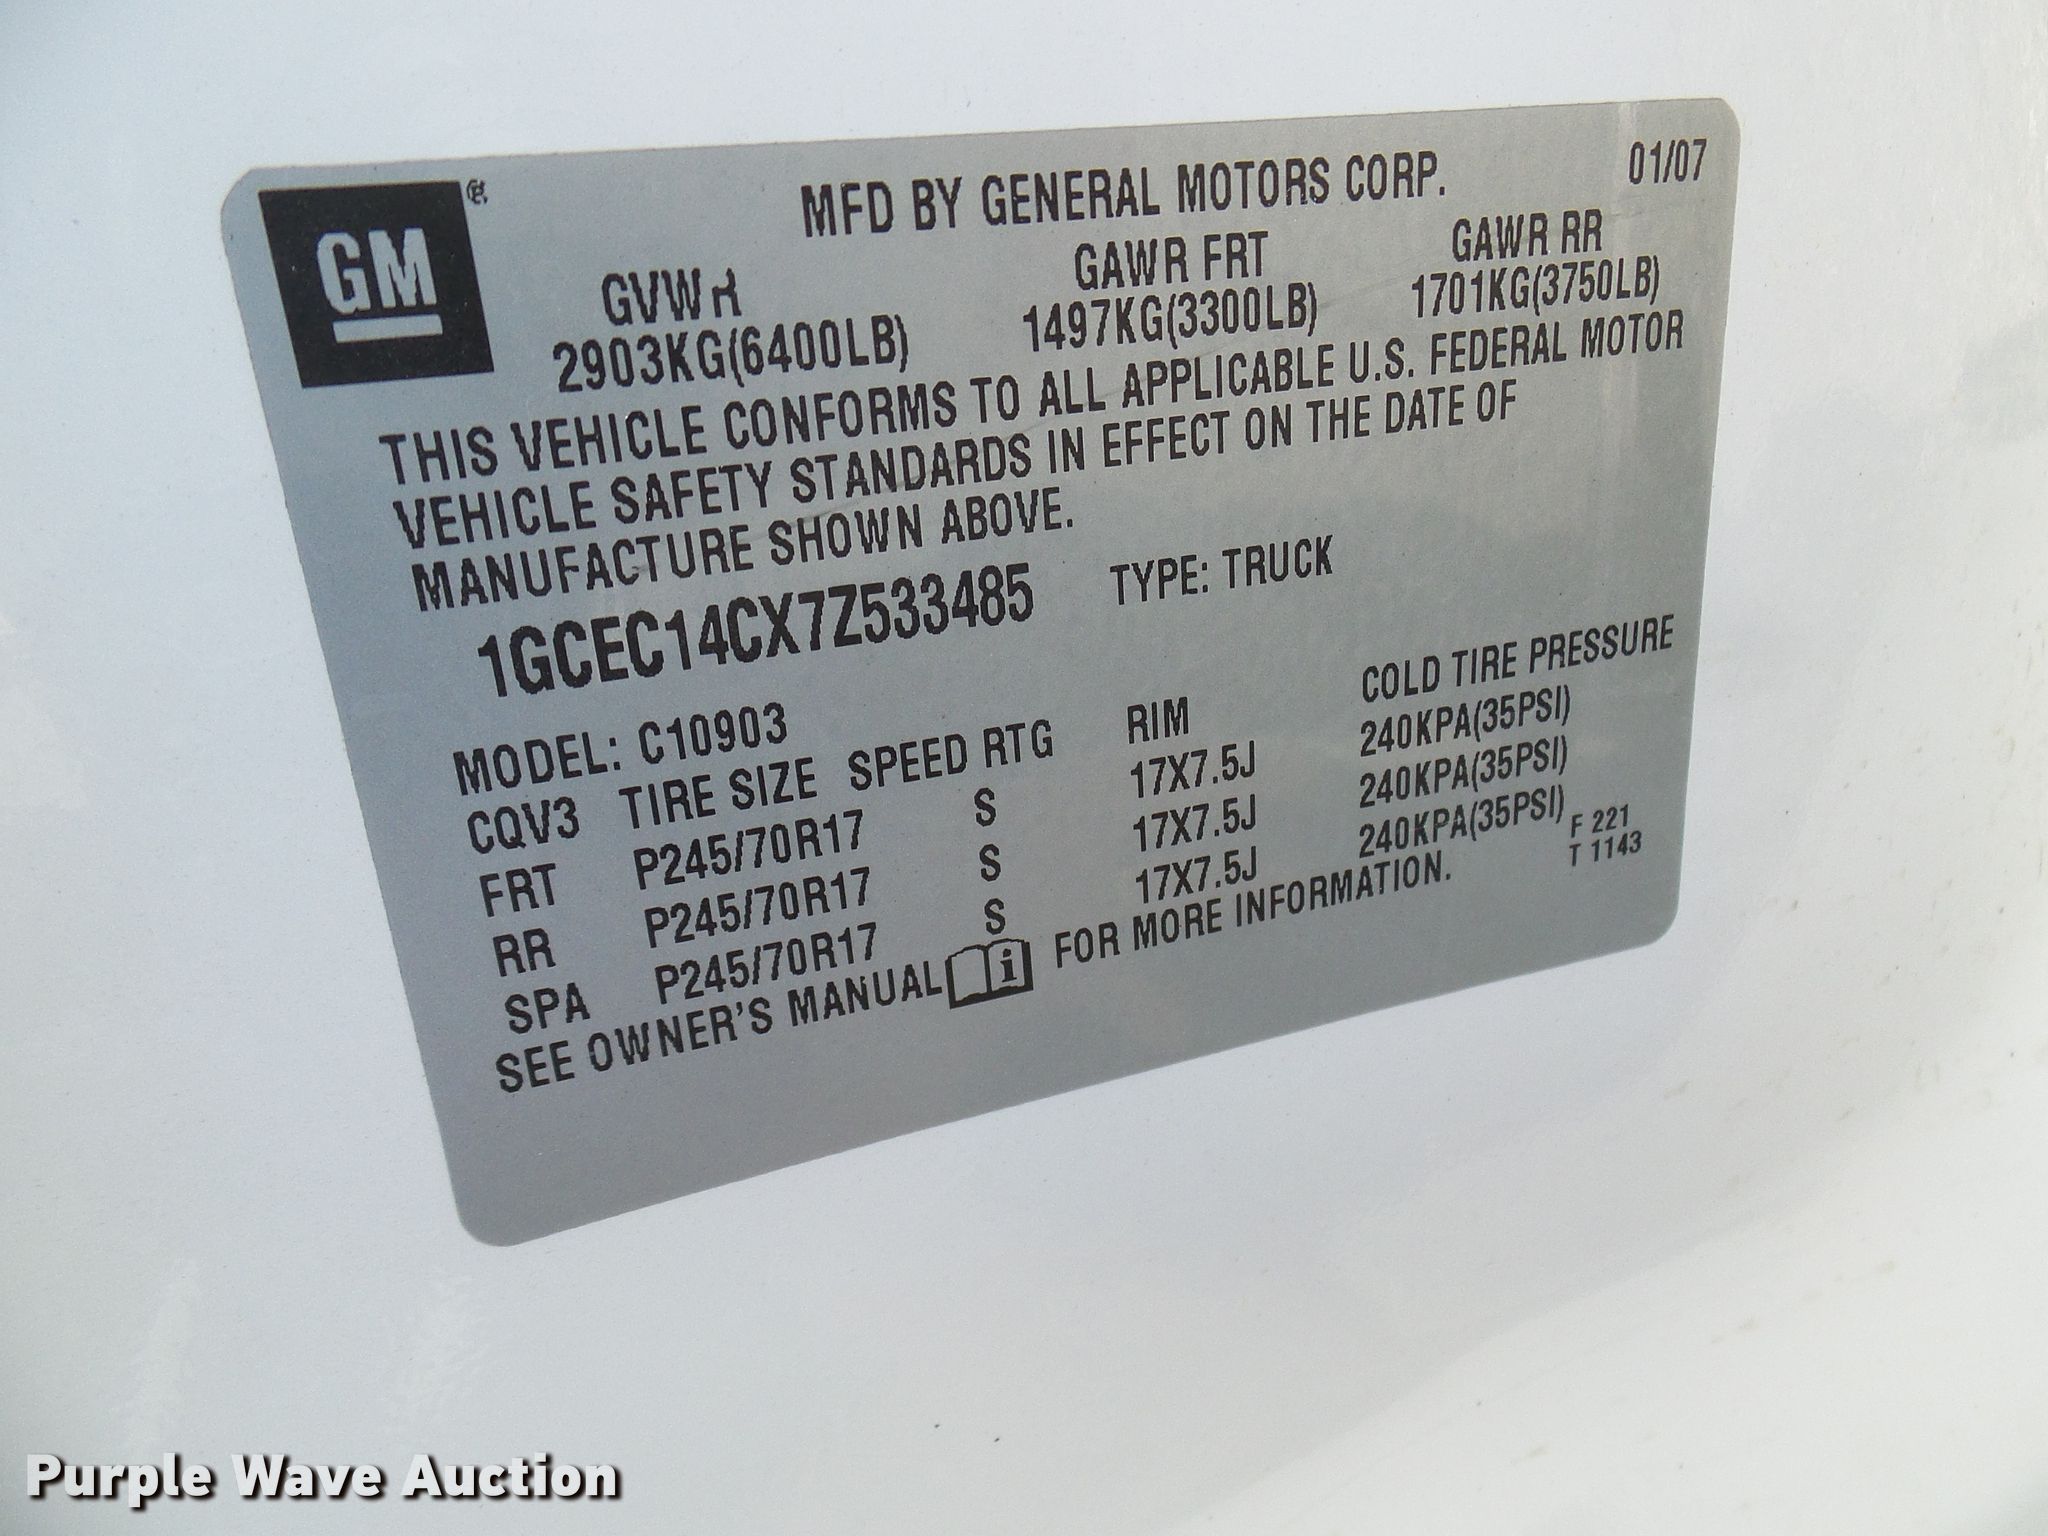 GM ®
MFD BY GENERAL MOTORS CORP. 01/07
GVWR GAWR FRT GAWR RR
2903KG(6400LB) 1497KG(3300LB) 1701KG(3750LB)
THIS VEHICLE CONFORMS TO ALL APPLICABLE U.S. FEDERAL MOTOR
VEHICLE SAFETY STANDARDS IN EFFECT ON THE DATE OF
MANUFACTURE SHOWN ABOVE.
1GCEC14CX7Z533485 TYPE: TRUCK
MODEL: C10903
CQV3 TIRE SIZE SPEED RTG RIM COLD TIRE PRESSURE
FRT P245/70R17 S 17X7.5J 240KPA(35PSI)
RR P245/70R17 S 17X7.5J 240KPA(35PSI)
SPA P245/70R17 S 17X7.5J 240KPA(35PSI)
SEE OWNER'S MANUAL i FOR MORE INFORMATION.
F 221
T 1143
Purple Wave Auction